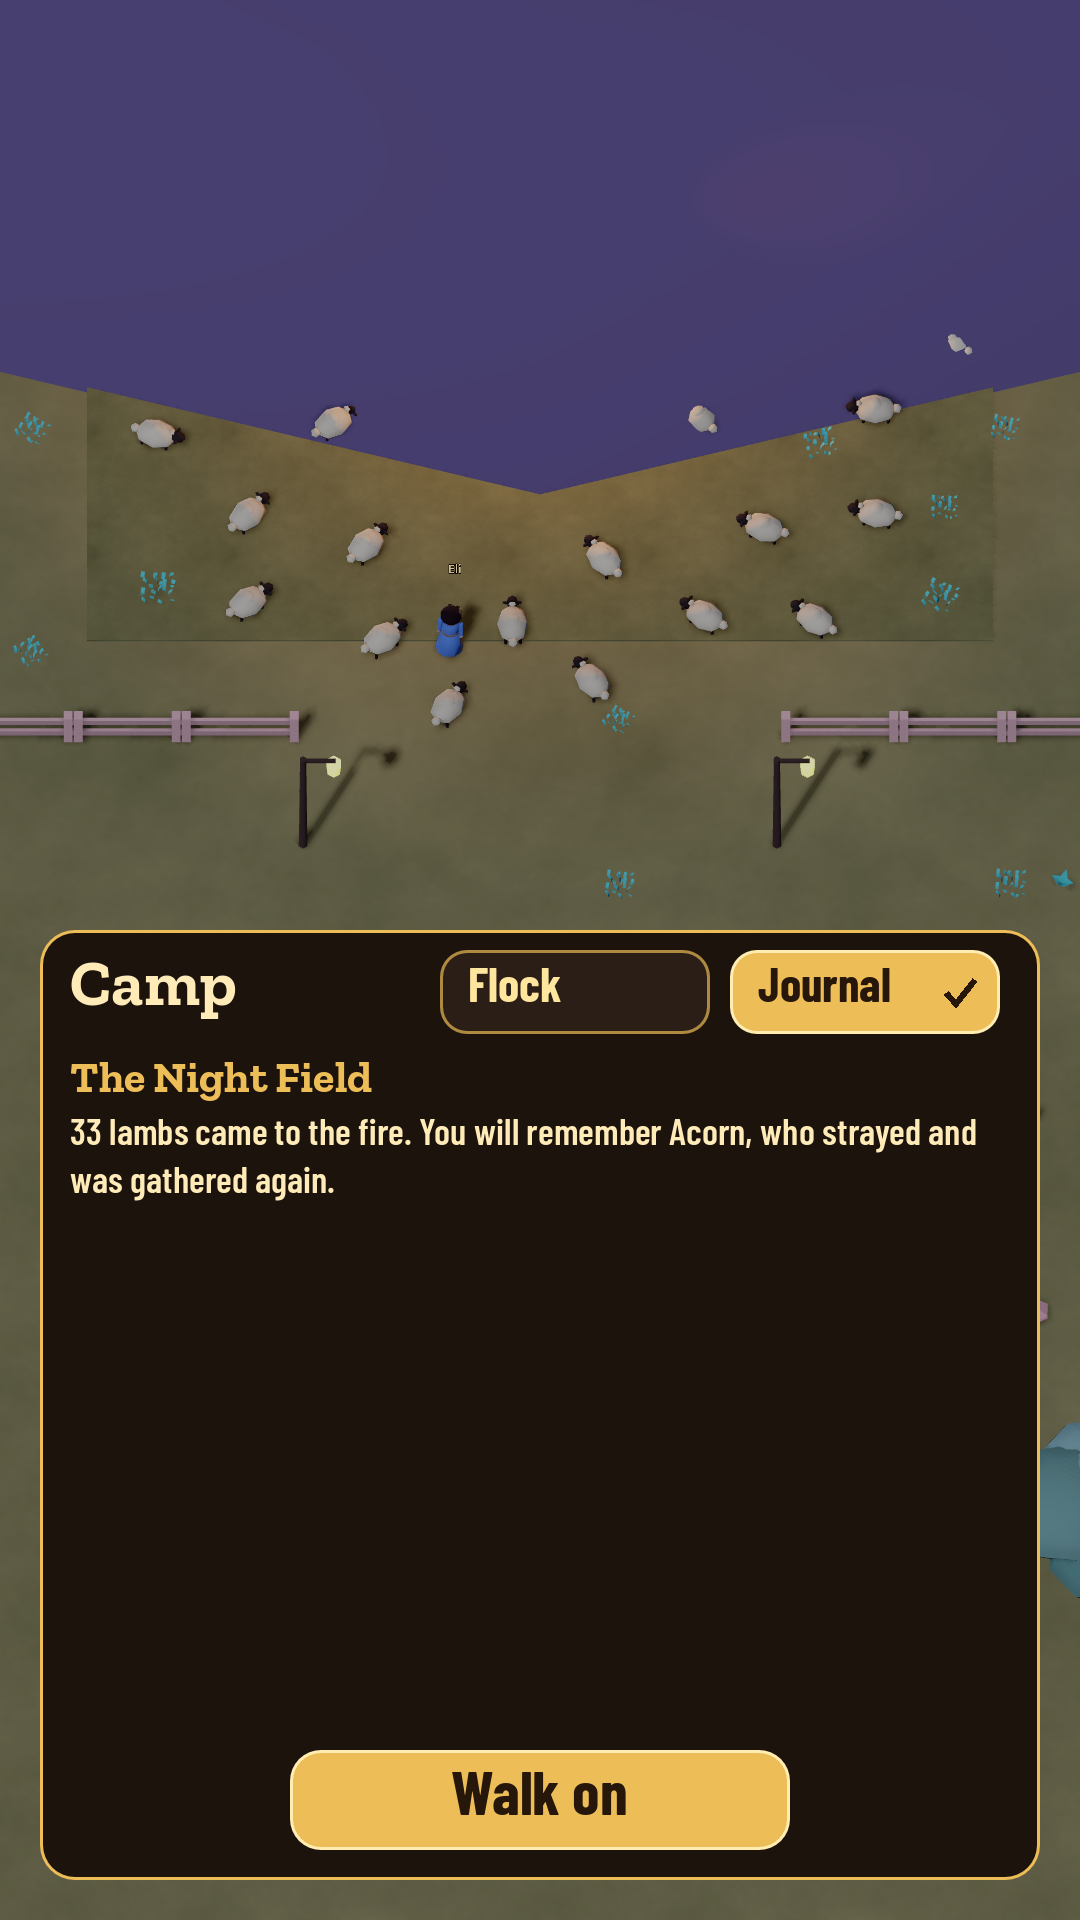 Eli
Camp
Flock
Journal
The Night Field
33 lambs came to the fire. You will remember Acorn, who strayed and
was gathered again.
Walk on